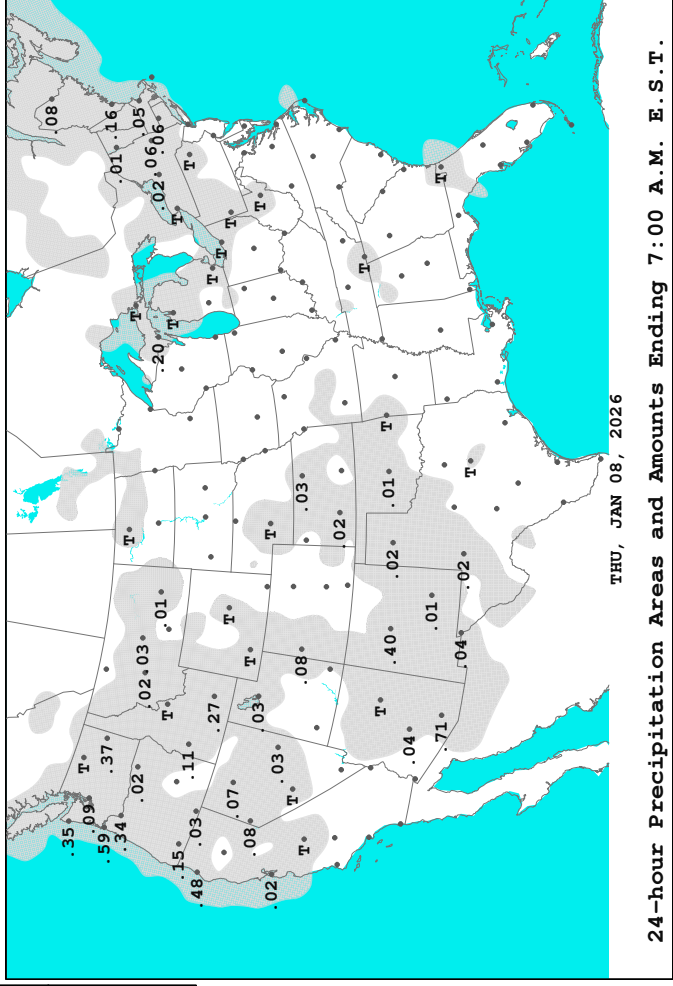 .08
.35
T
.09
.59
.37
.16
.01
.34
T
T
.02
.05
.03
.02
.06
.06
.20
.02
.01
T
T
T
.15
.11
T
.03
.48
T
.27
T
T
T
.07
.08
T
.03
T
T
.02
.03
T
.08
.03
T
.02
T
T
T
.01
.40
.02
.04
.01
T
.71
.04
.02
T
THU, JAN 08, 2026
24-hour Precipitation Areas and Amounts Ending 7:00 A.M. E.S.T.